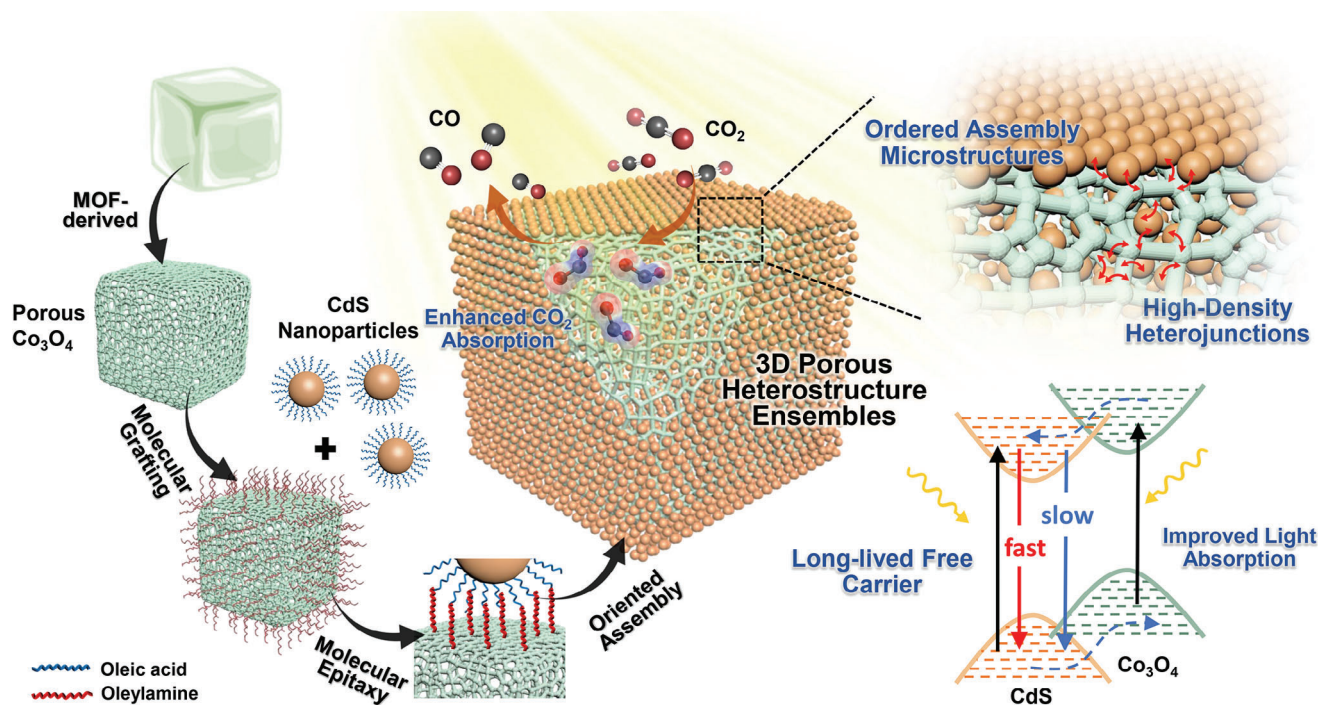 MOF-
derived
Porous
Co₃O₄
Molecular
Grafting
CdS
Nanoparticles
+
Molecular
Epitaxy
Oriented
Assembly
Oleic acid
Oleylamine
CO
CO₂
Enhanced CO₂
Absorption
3D Porous
Heterostructure
Ensembles
Ordered Assembly
Microstructures
High-Density
Heterojunctions
Long-lived Free
Carrier
fast
slow
Improved Light
Absorption
CdS
Co₃O₄